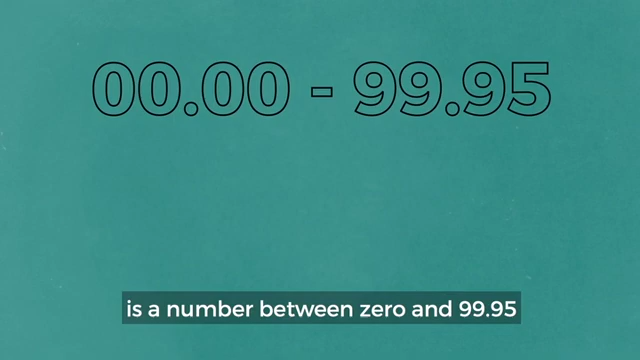 00.00 - 99.95
is a number between zero and 99.95